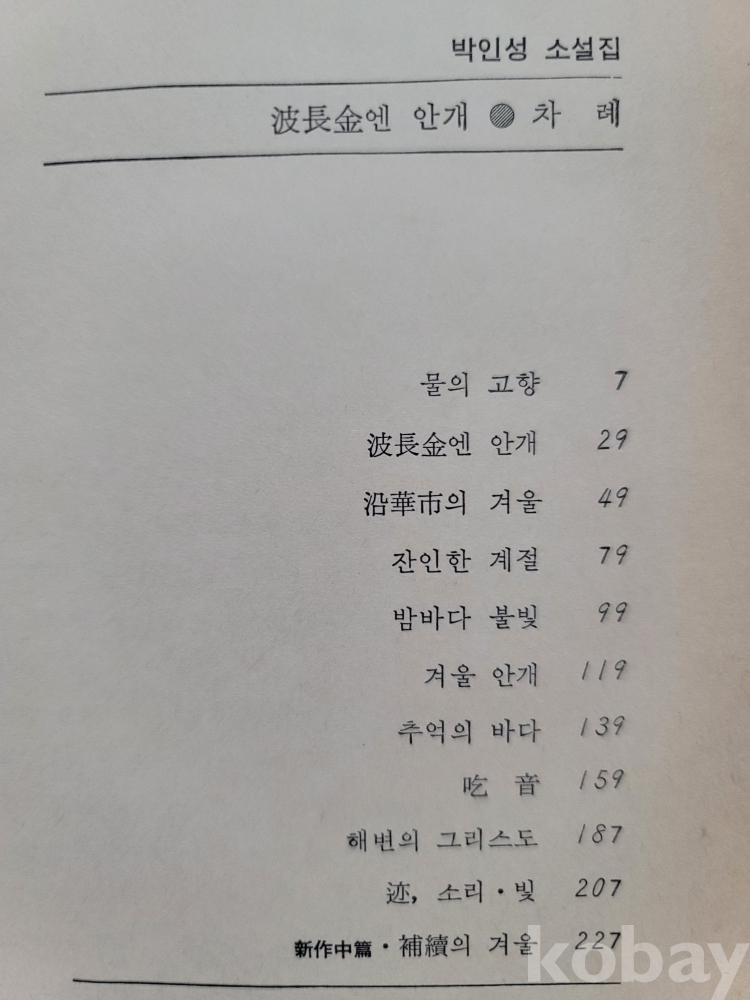 박인성 소설집
波長金엔 안개 ◍ 차 례
물의 고향 7
波長金엔 안개 29
沿華市의 겨울 49
잔인한 계절 79
밤바다 불빛 99
겨울 안개 119
추억의 바다 139
吃 音 159
해변의 그리스도 187
迹, 소리·빛 207
新作中篇·補續의 겨울 227
kobay